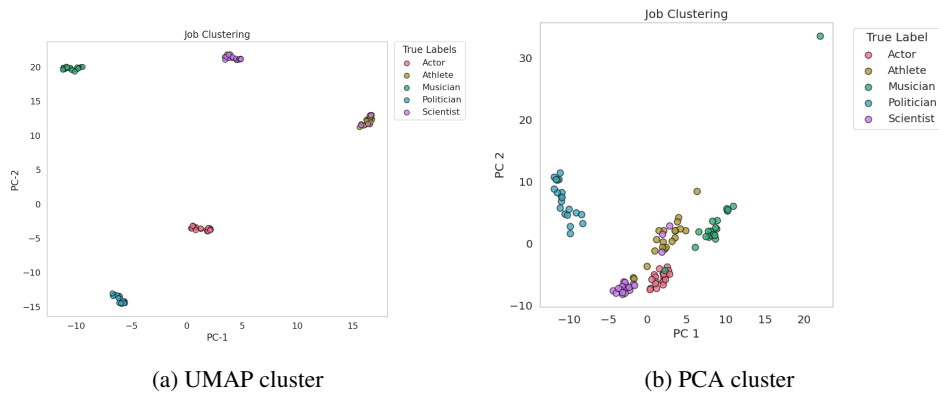 Job Clustering
True Labels
Actor
Athlete
Musician
Politician
Scientist
20
15
10
5
0
−5
−10
−15
PC-2
−10 −5 0 5 10 15
PC-1
(a) UMAP cluster
Job Clustering
True Label
Actor
Athlete
Musician
Politician
Scientist
30
20
10
0
−10
PC 2
−10 −5 0 5 10 15 20
PC 1
(b) PCA cluster